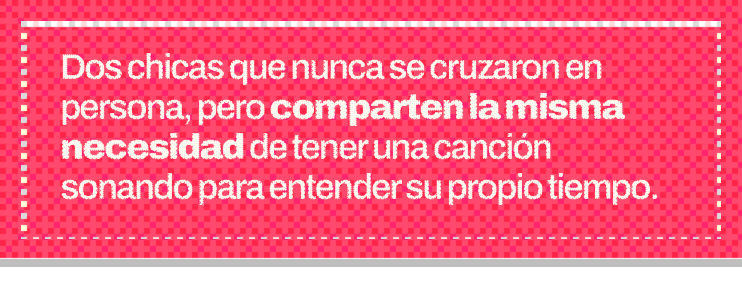 Dos chicas que nunca se cruzaron en
persona, pero comparten la misma
necesidad de tener una canción
sonando para entender su propio tiempo.